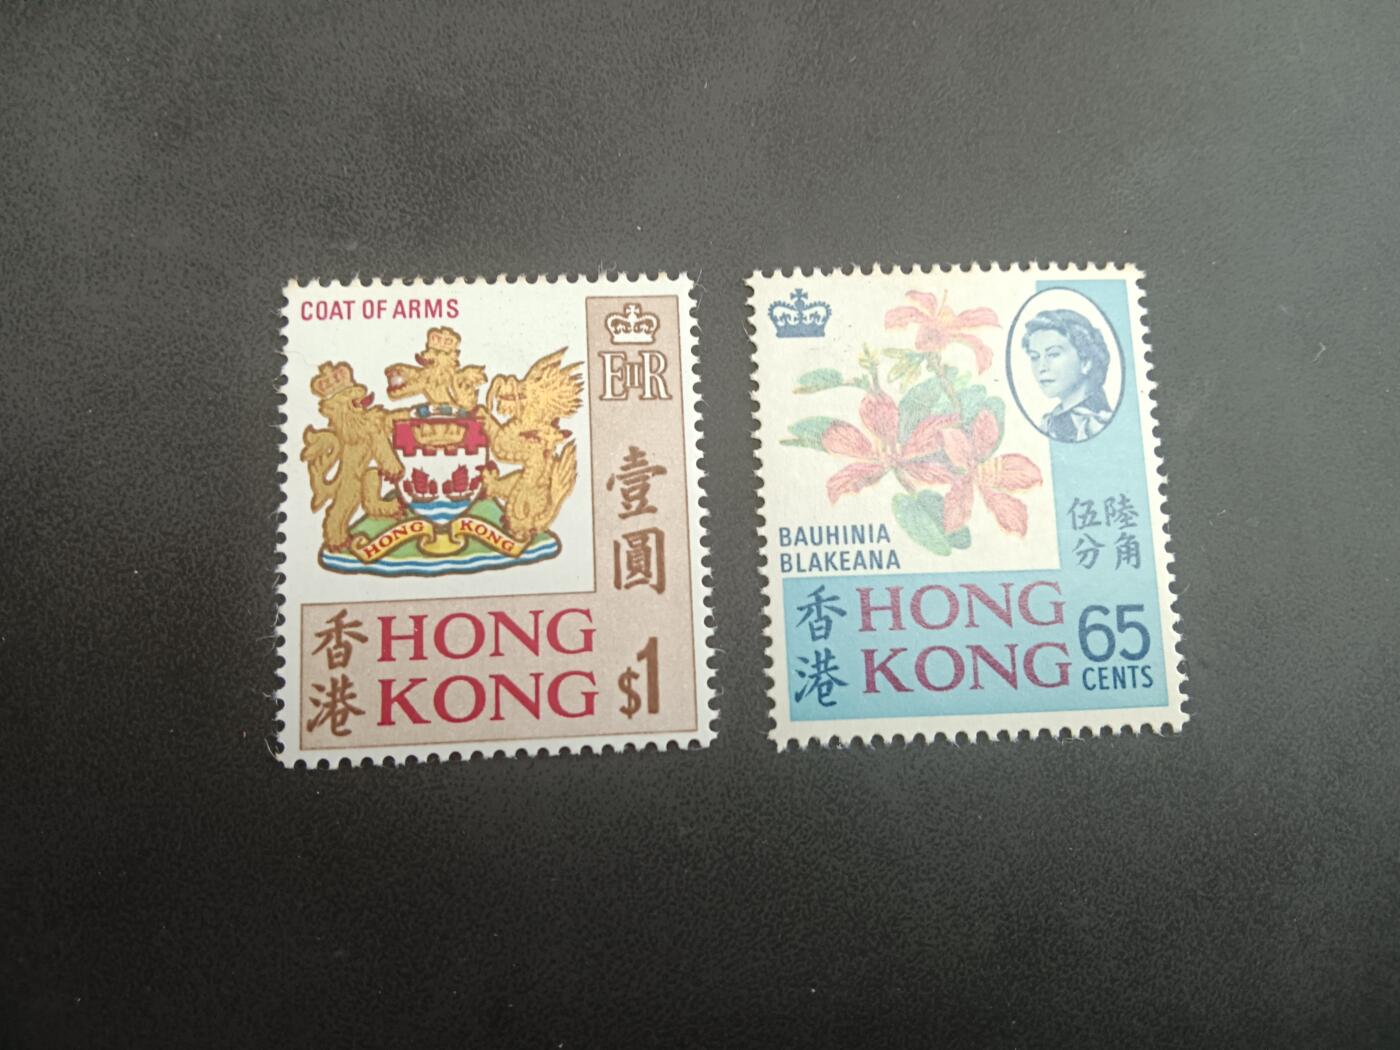 COAT OF ARMS
EIIR
壹圓
HONG KONG
香港
HONG
KONG
$1
BAUHINIA
BLAKEANA
陸角
伍分
香港
HONG
KONG
65
CENTS